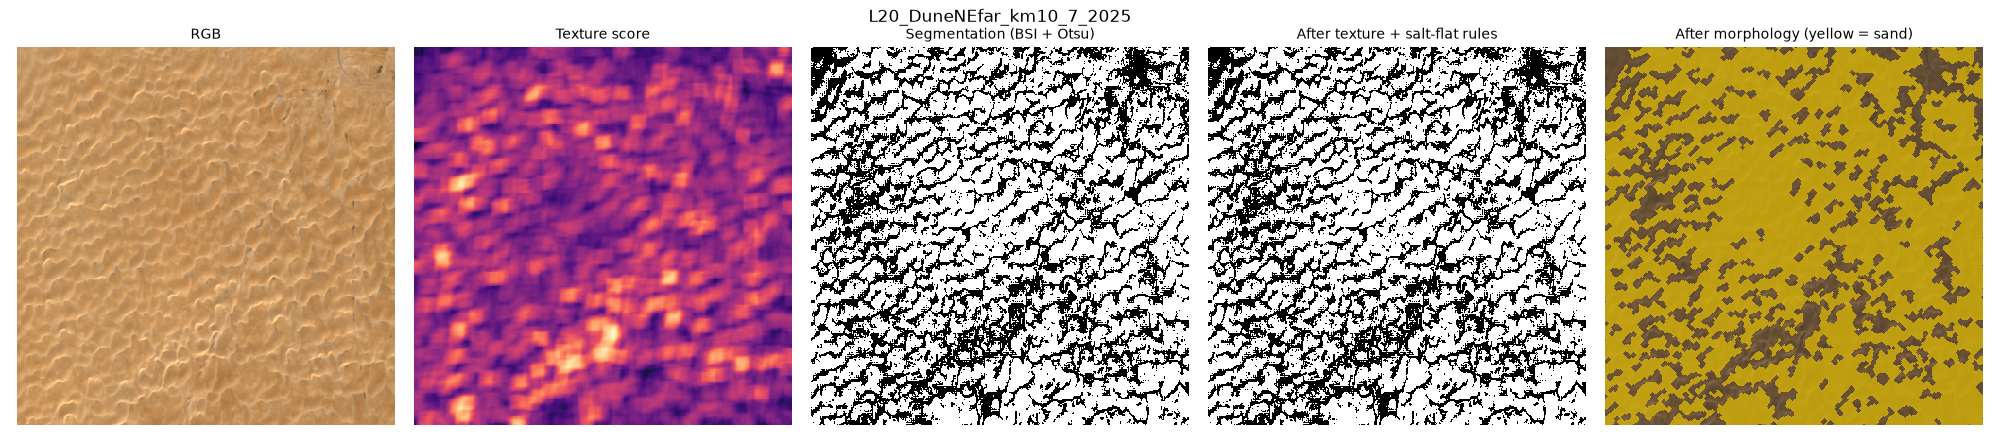 L20_DuneNEfar_km10_7_2025
RGB
Texture score
Segmentation (BSI + Otsu)
After texture + salt-flat rules
After morphology (yellow = sand)